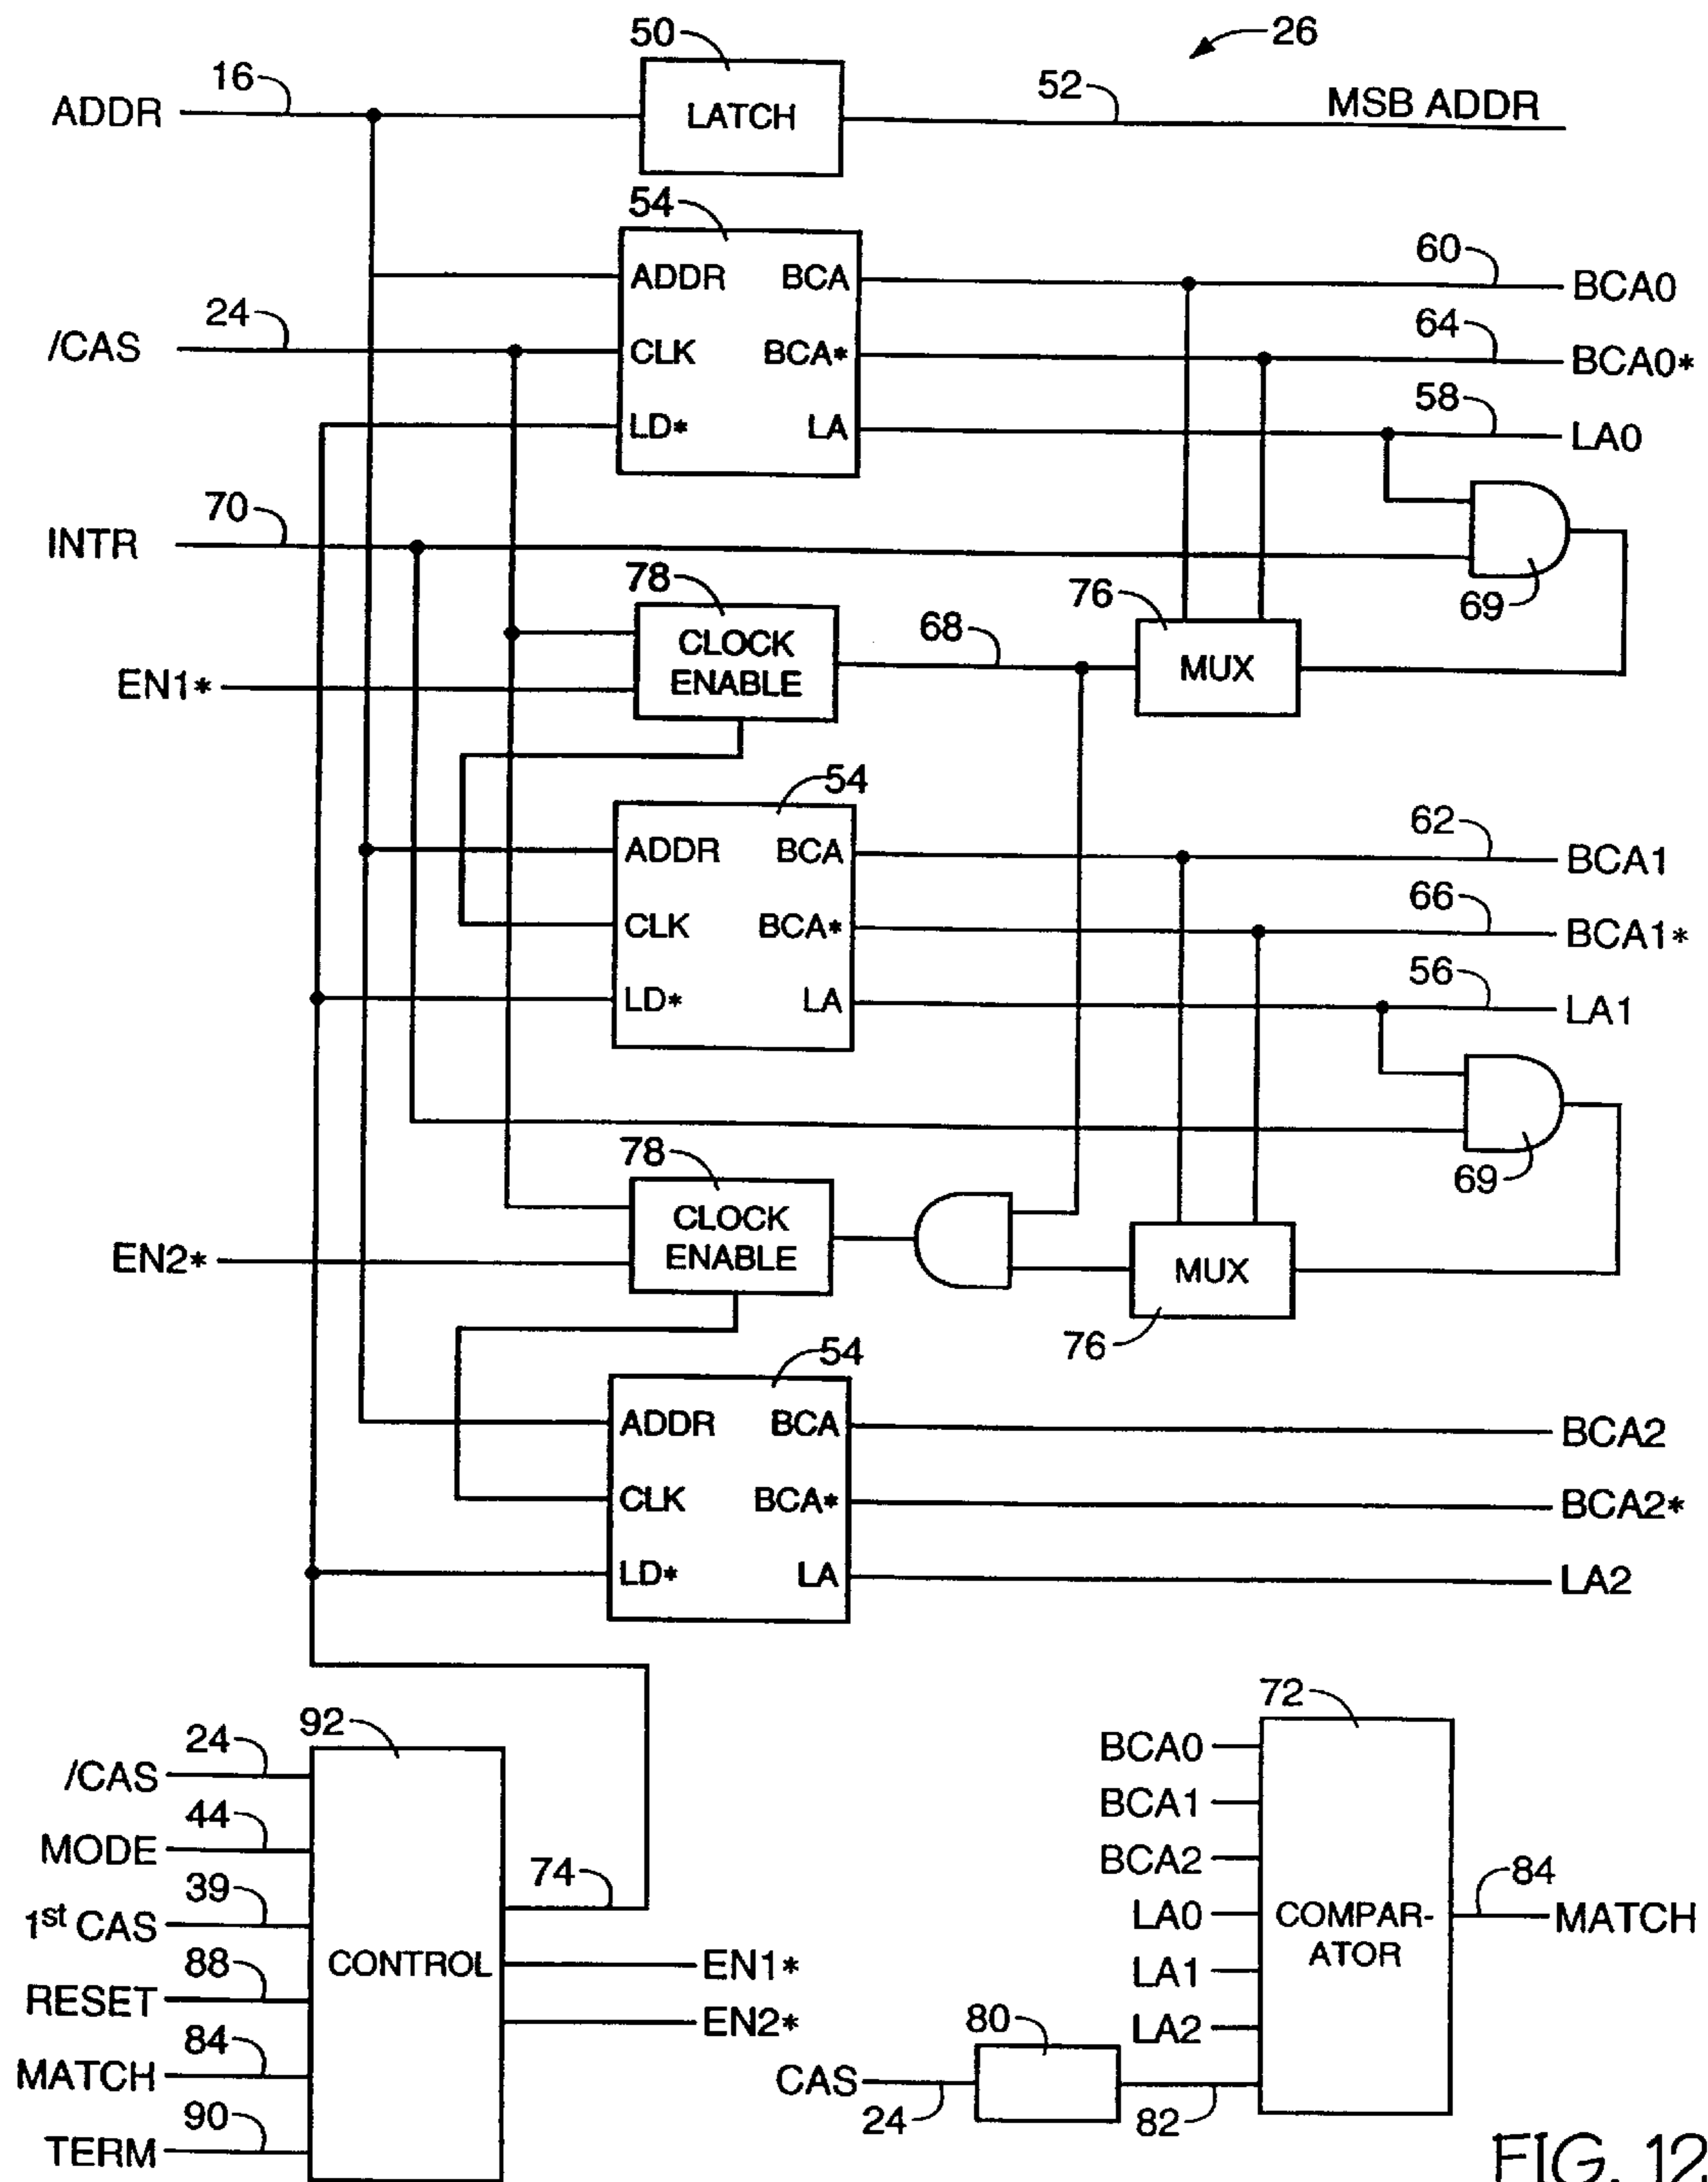 50
26
16
ADDR
LATCH
52
MSB ADDR
54
24
/CAS
ADDR
BCA
CLK
BCA*
LD*
LA
60
BCA0
64
BCA0*
58
LA0
70
INTR
69
78
CLOCK
ENABLE
68
76
MUX
EN1*
54
ADDR
BCA
CLK
BCA*
LD*
LA
62
BCA1
66
BCA1*
56
LA1
69
78
CLOCK
ENABLE
EN2*
MUX
76
54
ADDR
BCA
CLK
BCA*
LD*
LA
BCA2
BCA2*
LA2
92
24
/CAS
44
MODE
39
1st CAS
88
RESET
84
MATCH
90
TERM
CONTROL
74
EN1*
EN2*
72
BCA0
BCA1
BCA2
LA0
LA1
LA2
COMPAR-
ATOR
84
MATCH
80
CAS
24
82
FIG. 12